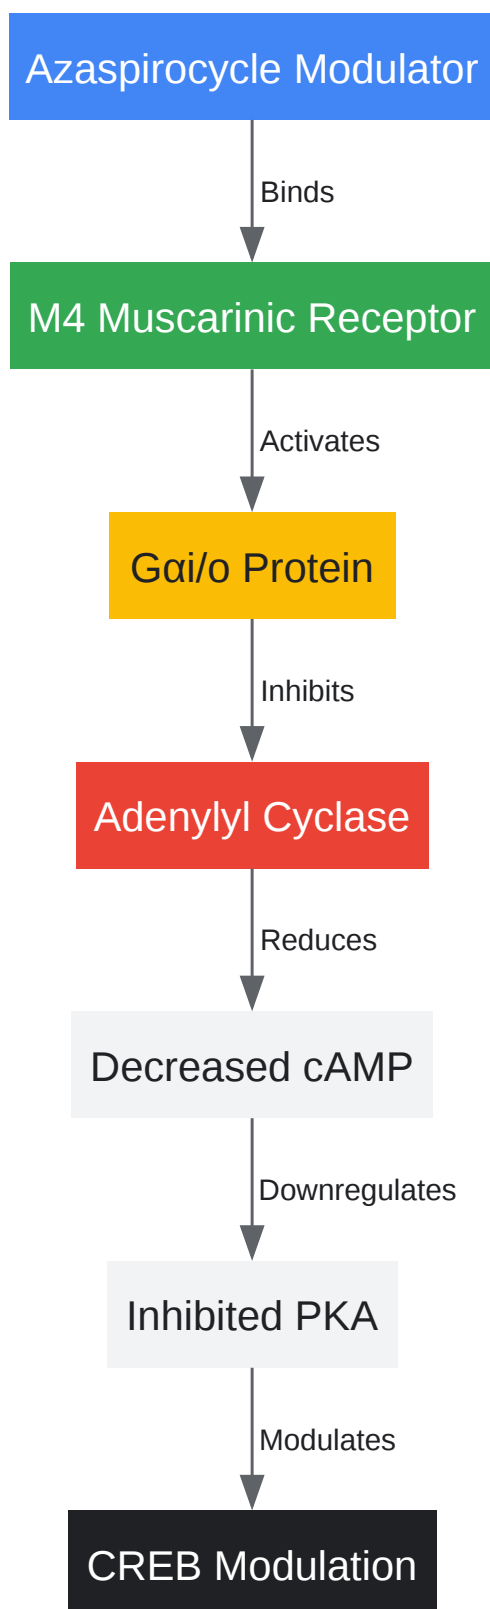 Azaspirocycle Modulator
Binds
M4 Muscarinic Receptor
Activates
Gαi/o Protein
Inhibits
Adenylyl Cyclase
Reduces
Decreased cAMP
Downregulates
Inhibited PKA
Modulates
CREB Modulation